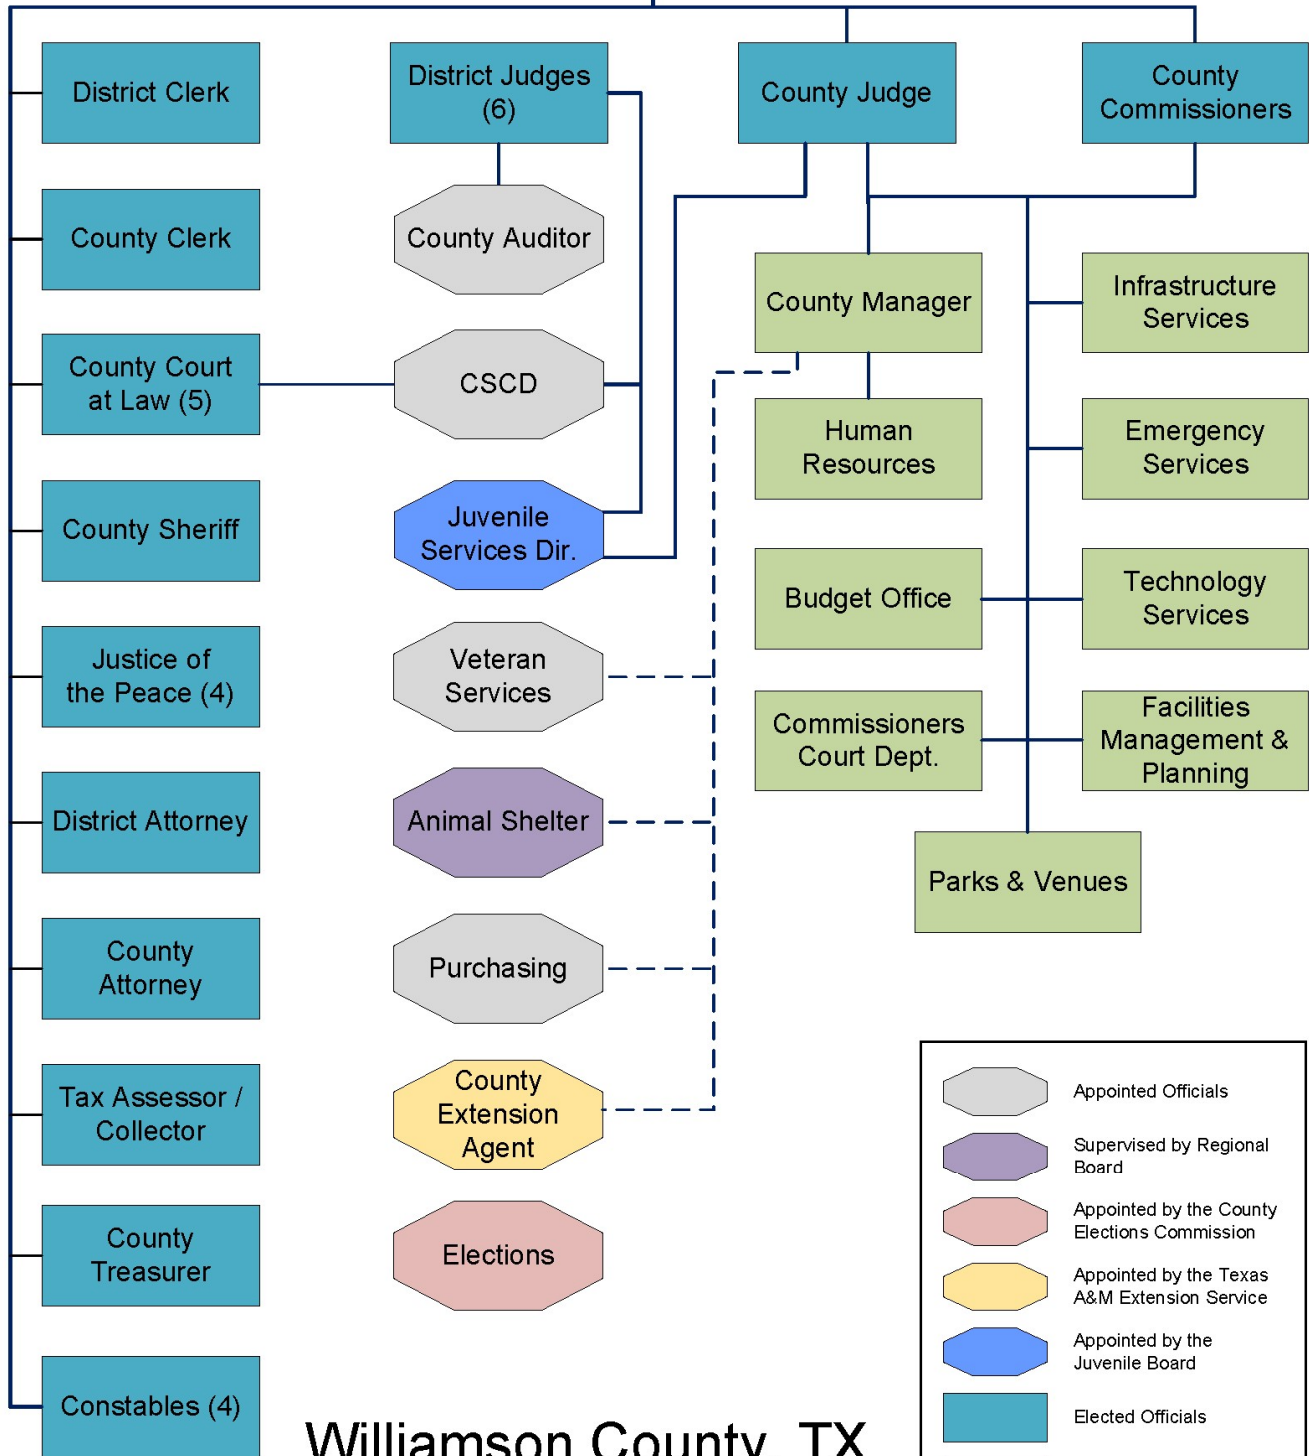 District Clerk
District Judges
(6)
County Judge
County
Commissioners
County Clerk
County Auditor
County Manager
Infrastructure
Services
County Court
at Law (5)
CSCD
Human
Resources
Emergency
Services
County Sheriff
Juvenile
Services Dir.
Budget Office
Technology
Services
Justice of
the Peace (4)
Veteran
Services
Commissioners
Court Dept.
Facilities
Management &
Planning
District Attorney
Animal Shelter
Parks & Venues
County
Attorney
Purchasing
Tax Assessor /
Collector
County
Extension
Agent
County
Treasurer
Elections
Constables (4)
Appointed Officials
Supervised by Regional
Board
Appointed by the County
Elections Commission
Appointed by the Texas
A&M Extension Service
Appointed by the
Juvenile Board
Elected Officials
Williamson County, TX